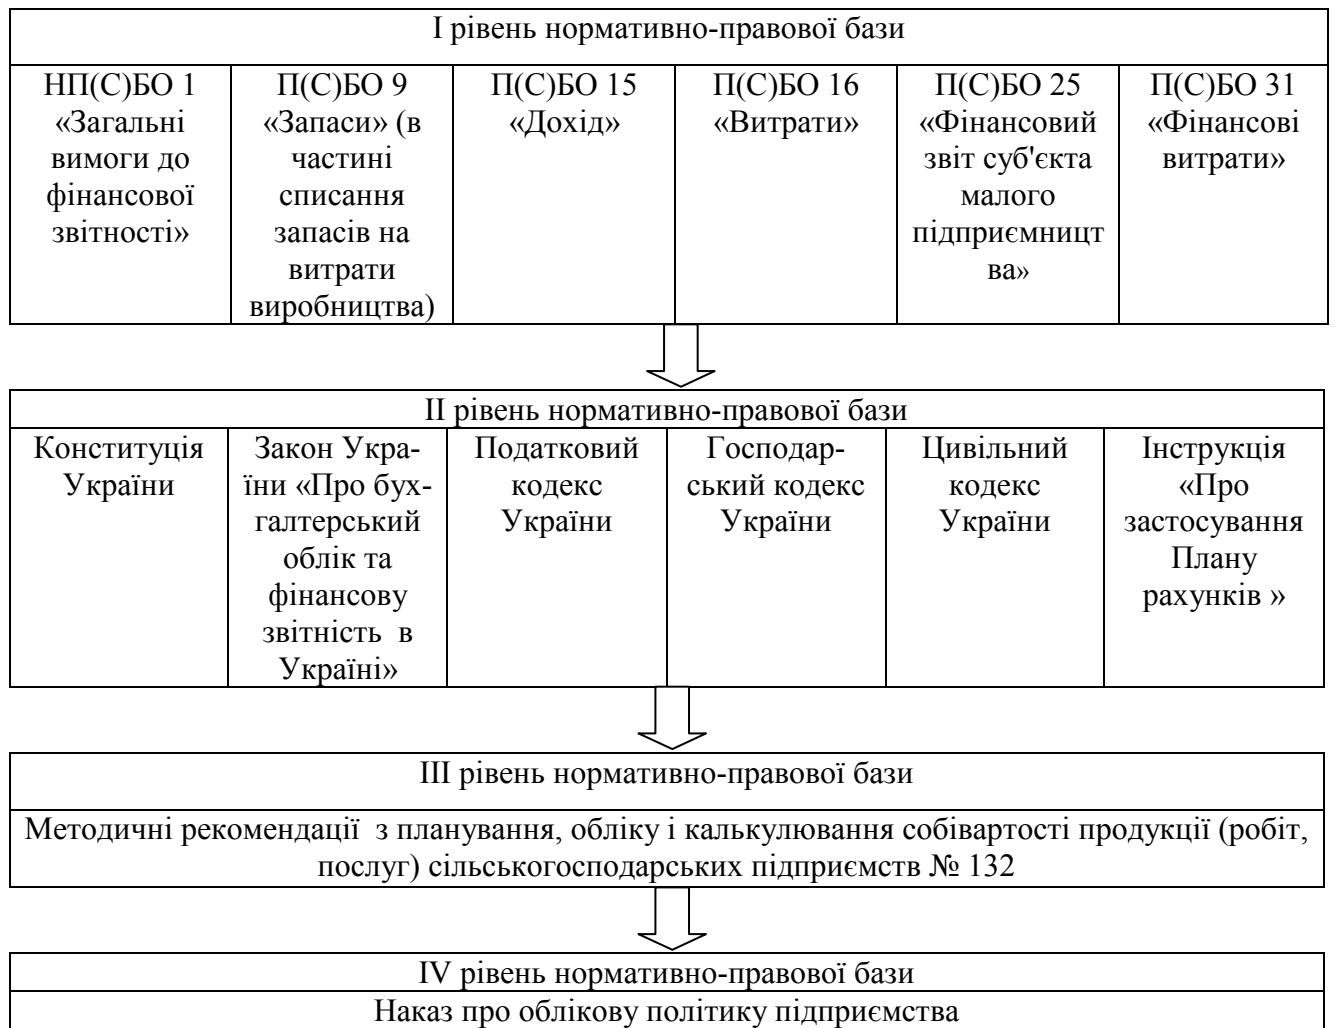 I рівень нормативно-правової бази
НП(С)БО 1
«Загальні
вимоги до
фінансової
звітності»
П(С)БО 9
«Запаси» (в
частині
списання
запасів на
витрати
виробництва)
П(С)БО 15
«Дохід»
П(С)БО 16
«Витрати»
П(С)БО 25
«Фінансовий
звіт суб'єкта
малого
підприємницт
ва»
П(С)БО 31
«Фінансові
витрати»
II рівень нормативно-правової бази
Конституція
України
Закон Укра-
їни «Про бух-
галтерський
облік та
фінансову
звітність в
Україні»
Податковий
кодекс
України
Господар-
ський кодекс
України
Цивільний
кодекс
України
Інструкція
«Про
застосування
Плану
рахунків »
III рівень нормативно-правової бази
Методичні рекомендації з планування, обліку і калькулювання собівартості продукції (робіт,
послуг) сільськогосподарських підприємств № 132
IV рівень нормативно-правової бази
Наказ про облікову політику підприємства